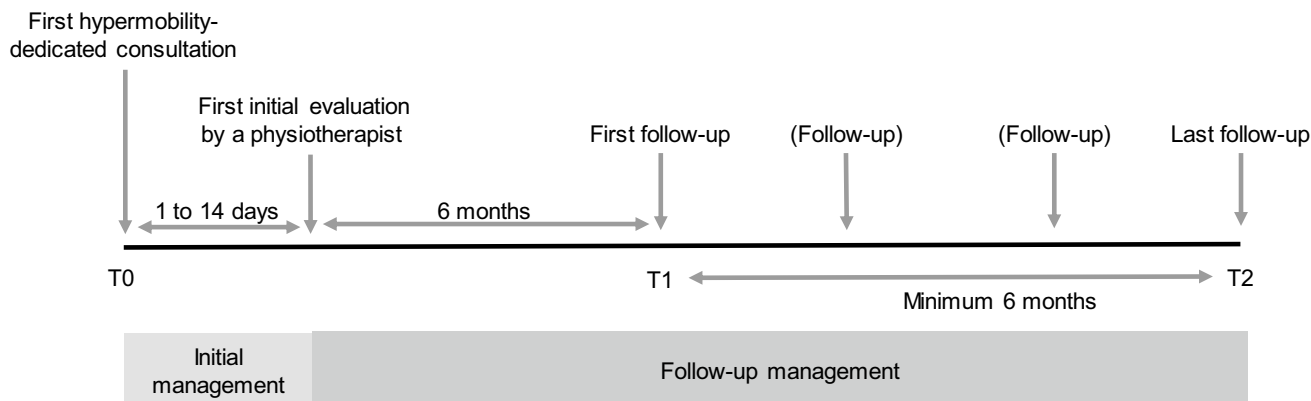 First hypermobility-
dedicated consultation
First initial evaluation
by a physiotherapist
First follow-up
(Follow-up)
(Follow-up)
Last follow-up
1 to 14 days
6 months
T0
T1
T2
Minimum 6 months
Initial
management
Follow-up management